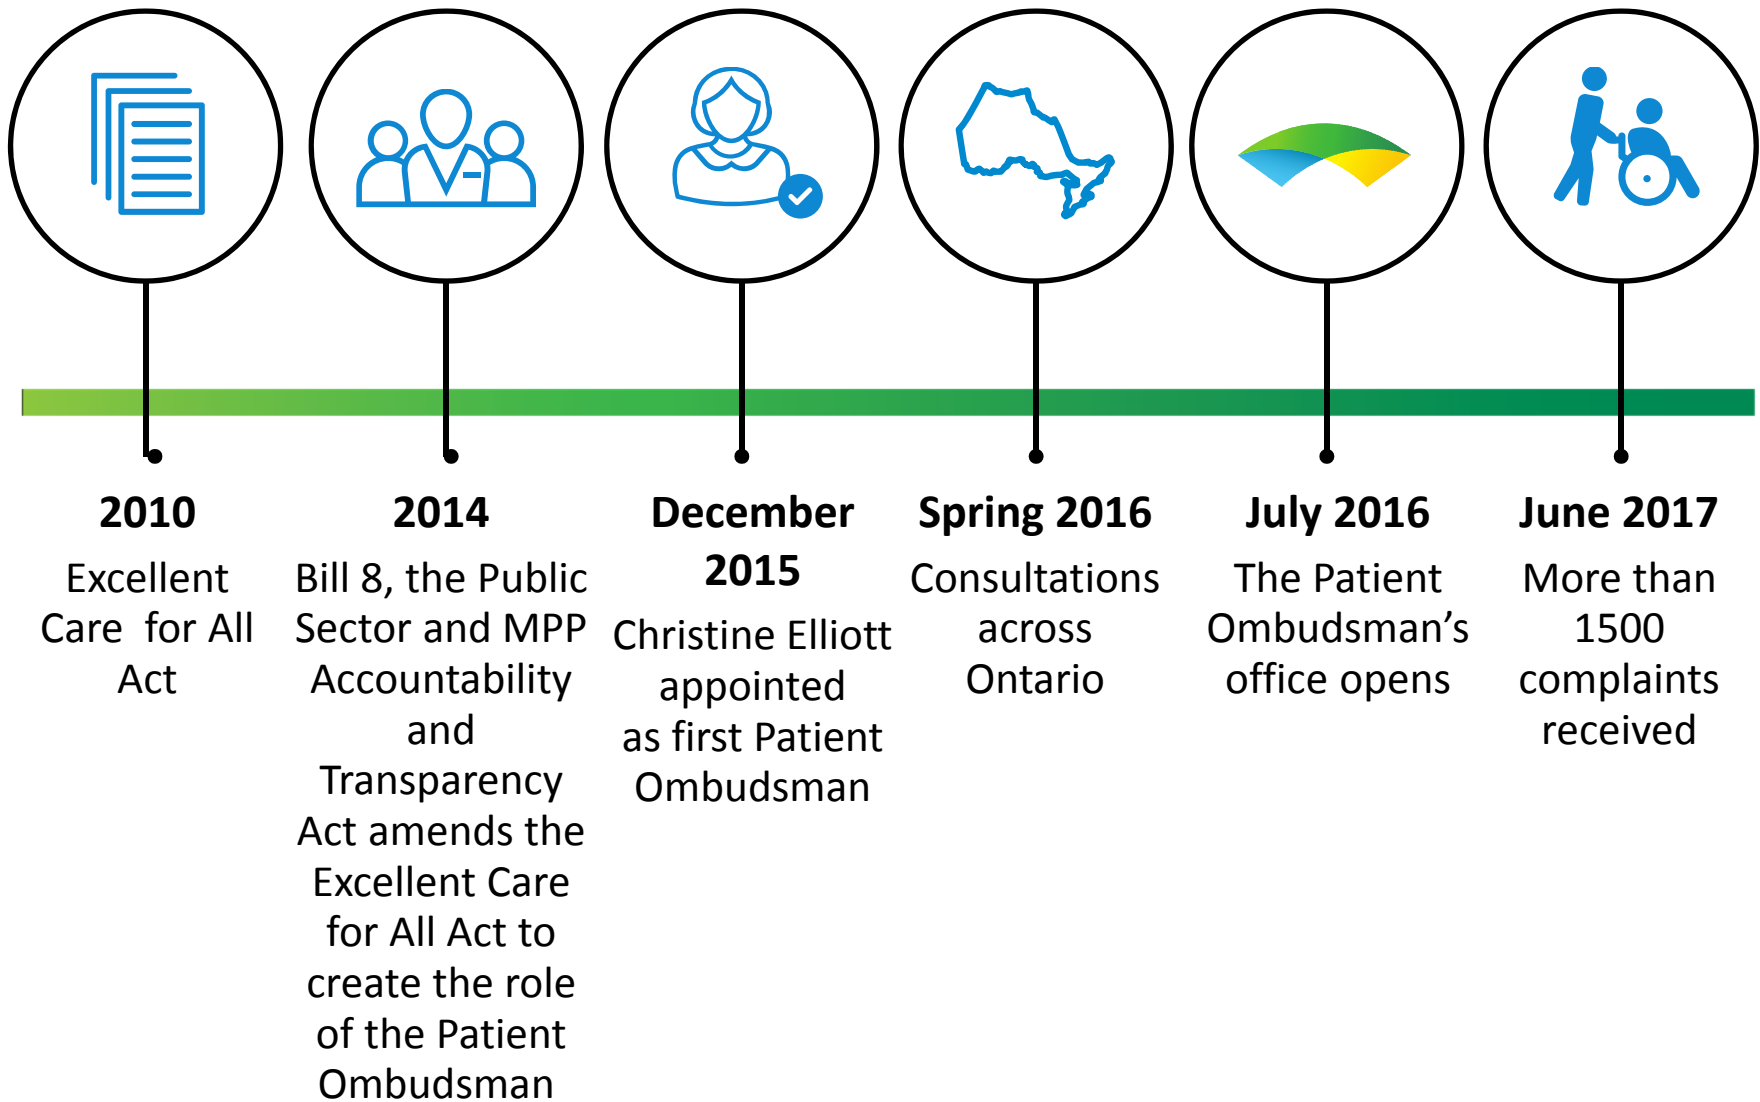 2010
Excellent
Care  for All
Act
2014
Bill 8, the Public
Sector and MPP
Accountability
and
Transparency
Act amends the
Excellent Care
for All Act to
create the role
of the Patient
Ombudsman
December
2015
Christine Elliott
appointed
as first Patient
Ombudsman
Spring 2016
Consultations
across
Ontario
July 2016
The Patient
Ombudsman’s
office opens
June 2017
More than
1500
complaints
received